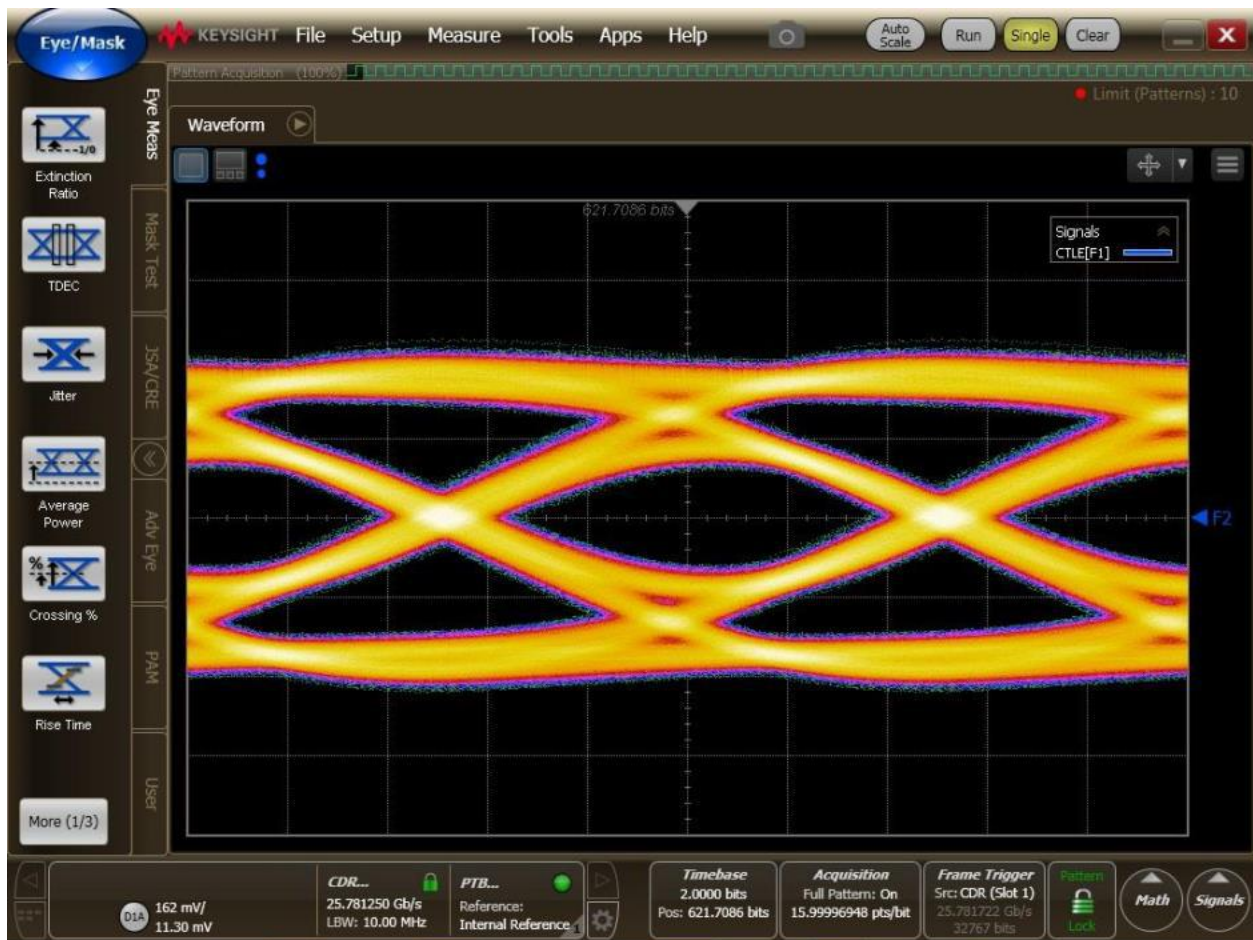 Eye/Mask
KEYSIGHT File Setup Measure Tools Apps Help
Auto Scale
Run
Single
Clear
X
Pattern Acquisition (100%)
Limit (Patterns) : 10
Waveform
Eye Meas
Mask Test
JSA/CRE
Adv Eye
PAM
User
1/0
Extinction
Ratio
TDEC
Jitter
Average
Power
%
Crossing %
Rise Time
More (1/3)
621.7086 bits
Signals
CTLE[F1]
F2
D1A
162 mV/
11.30 mV
CDR...
25.781250 Gb/s
LBW: 10.00 MHz
PTB...
Reference:
Internal Reference
1
Timebase
2.0000 bits
Pos: 621.7086 bits
Acquisition
Full Pattern: On
15.99996948 pts/bit
Frame Trigger
Src: CDR (Slot 1)
25.781722 Gb/s
32767 bits
Pattern
Lock
Math
Signals